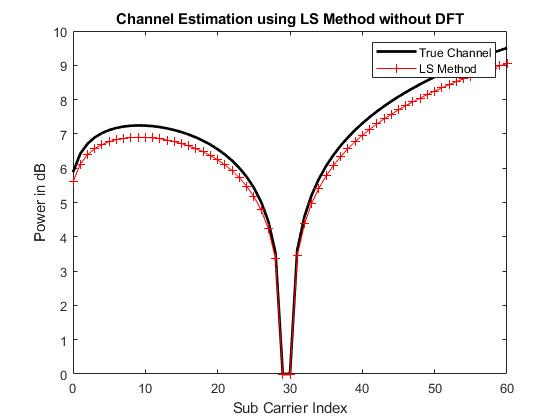 Channel Estimation using LS Method without DFT
True Channel
LS Method
10
9
8
7
6
5
4
3
2
1
0
Power in dB
0 10 20 30 40 50 60
Sub Carrier Index